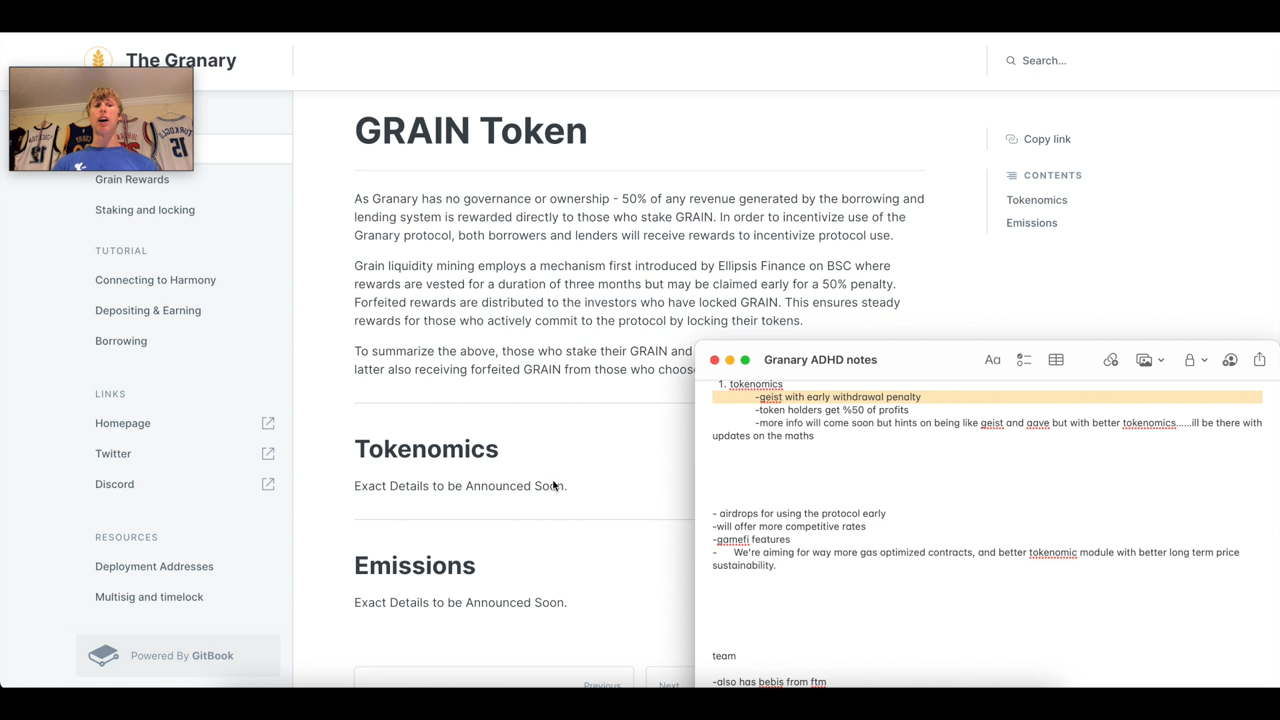 The Granary
Search...
GRAIN Token
Copy link
CONTENTS
Tokenomics
Emissions
Grain Rewards
Staking and locking
TUTORIAL
Connecting to Harmony
Depositing & Earning
Borrowing
LINKS
Homepage
Twitter
Discord
RESOURCES
Deployment Addresses
Multisig and timelock
Powered By GitBook
As Granary has no governance or ownership - 50% of any revenue generated by the borrowing and
lending system is rewarded directly to those who stake GRAIN. In order to incentivize use of the
Granary protocol, both borrowers and lenders will receive rewards to incentivize protocol use.
Grain liquidity mining employs a mechanism first introduced by Ellipsis Finance on BSC where
rewards are vested for a duration of three months but may be claimed early for a 50% penalty.
Forfeited rewards are distributed to the investors who have locked GRAIN. This ensures steady
rewards for those who actively commit to the protocol by locking their tokens.
To summarize the above, those who stake their GRAIN and
latter also receiving forfeited GRAIN from those who choos
Tokenomics
Exact Details to be Announced Soon.
Emissions
Exact Details to be Announced Soon.
Previous
Next
Granary ADHD notes
Aa
1. tokenomics
-geist with early withdrawal penalty
-token holders get %50 of profits
-more info will come soon but hints on being like geist and aave but with better tokenomics......ill be there with
updates on the maths
- airdrops for using the protocol early
-will offer more competitive rates
-gamefi features
- We're aiming for way more gas optimized contracts, and better tokenomic module with better long term price
sustainability.
team
-also has bebis from ftm
12
15